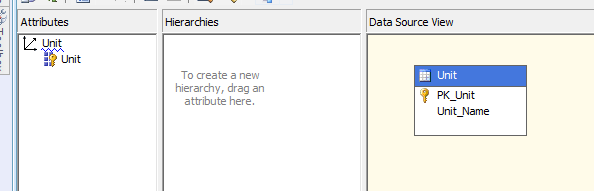 Attributes
Unit
Unit
Hierarchies
To create a new
hierarchy, drag an
attribute here.
Data Source View
Unit
PK_Unit
Unit_Name